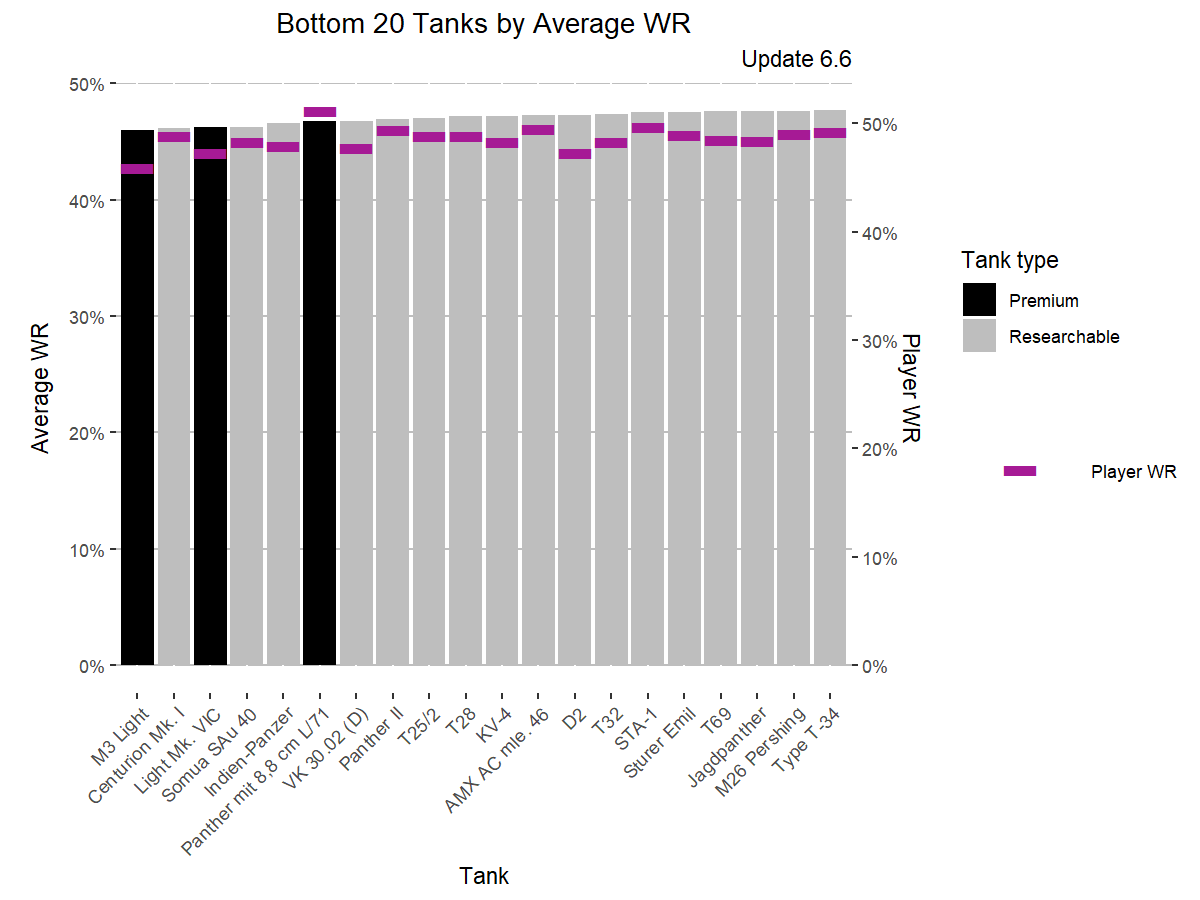 Bottom 20 Tanks by Average WR
Update 6.6
50%
40%
30%
20%
10%
0%
Average WR
50%
40%
30%
20%
10%
0%
Player WR
M3 Light
Centurion Mk. I
Light Mk. VIC
Somua SAu 40
Indien-Panzer
Panther mit 8,8 cm L/71
VK 30.02 (D)
Panther II
T25/2
T28
KV-4
AMX AC mle. 46
D2
T32
STA-1
Sturer Emil
T69
Jagdpanther
M26 Pershing
Type T-34
Tank
Tank type
Premium
Researchable
Player WR